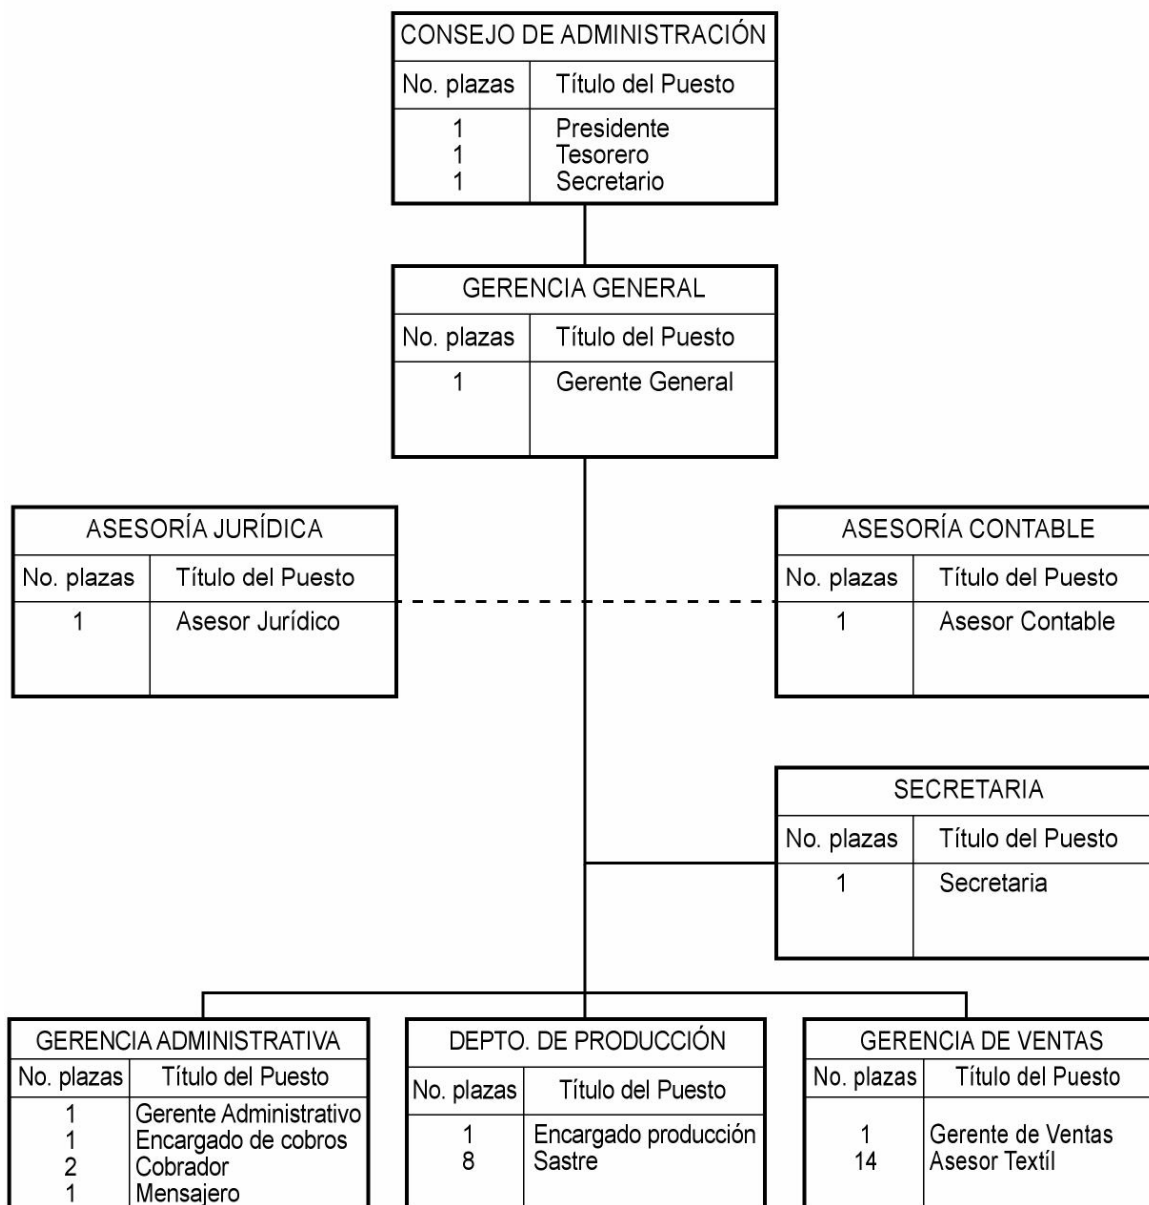 CONSEJO DE ADMINISTRACIÓN
No. plazas Título del Puesto
1 Presidente
1 Tesorero
1 Secretario
GERENCIA GENERAL
No. plazas Título del Puesto
1 Gerente General
ASESORÍA JURÍDICA
No. plazas Título del Puesto
1 Asesor Jurídico
ASESORÍA CONTABLE
No. plazas Título del Puesto
1 Asesor Contable
SECRETARIA
No. plazas Título del Puesto
1 Secretaria
GERENCIA ADMINISTRATIVA
No. plazas Título del Puesto
1 Gerente Administrativo
1 Encargado de cobros
2 Cobrador
1 Mensajero
DEPTO. DE PRODUCCIÓN
No. plazas Título del Puesto
1 Encargado producción
8 Sastre
GERENCIA DE VENTAS
No. plazas Título del Puesto
1 Gerente de Ventas
14 Asesor Textíl